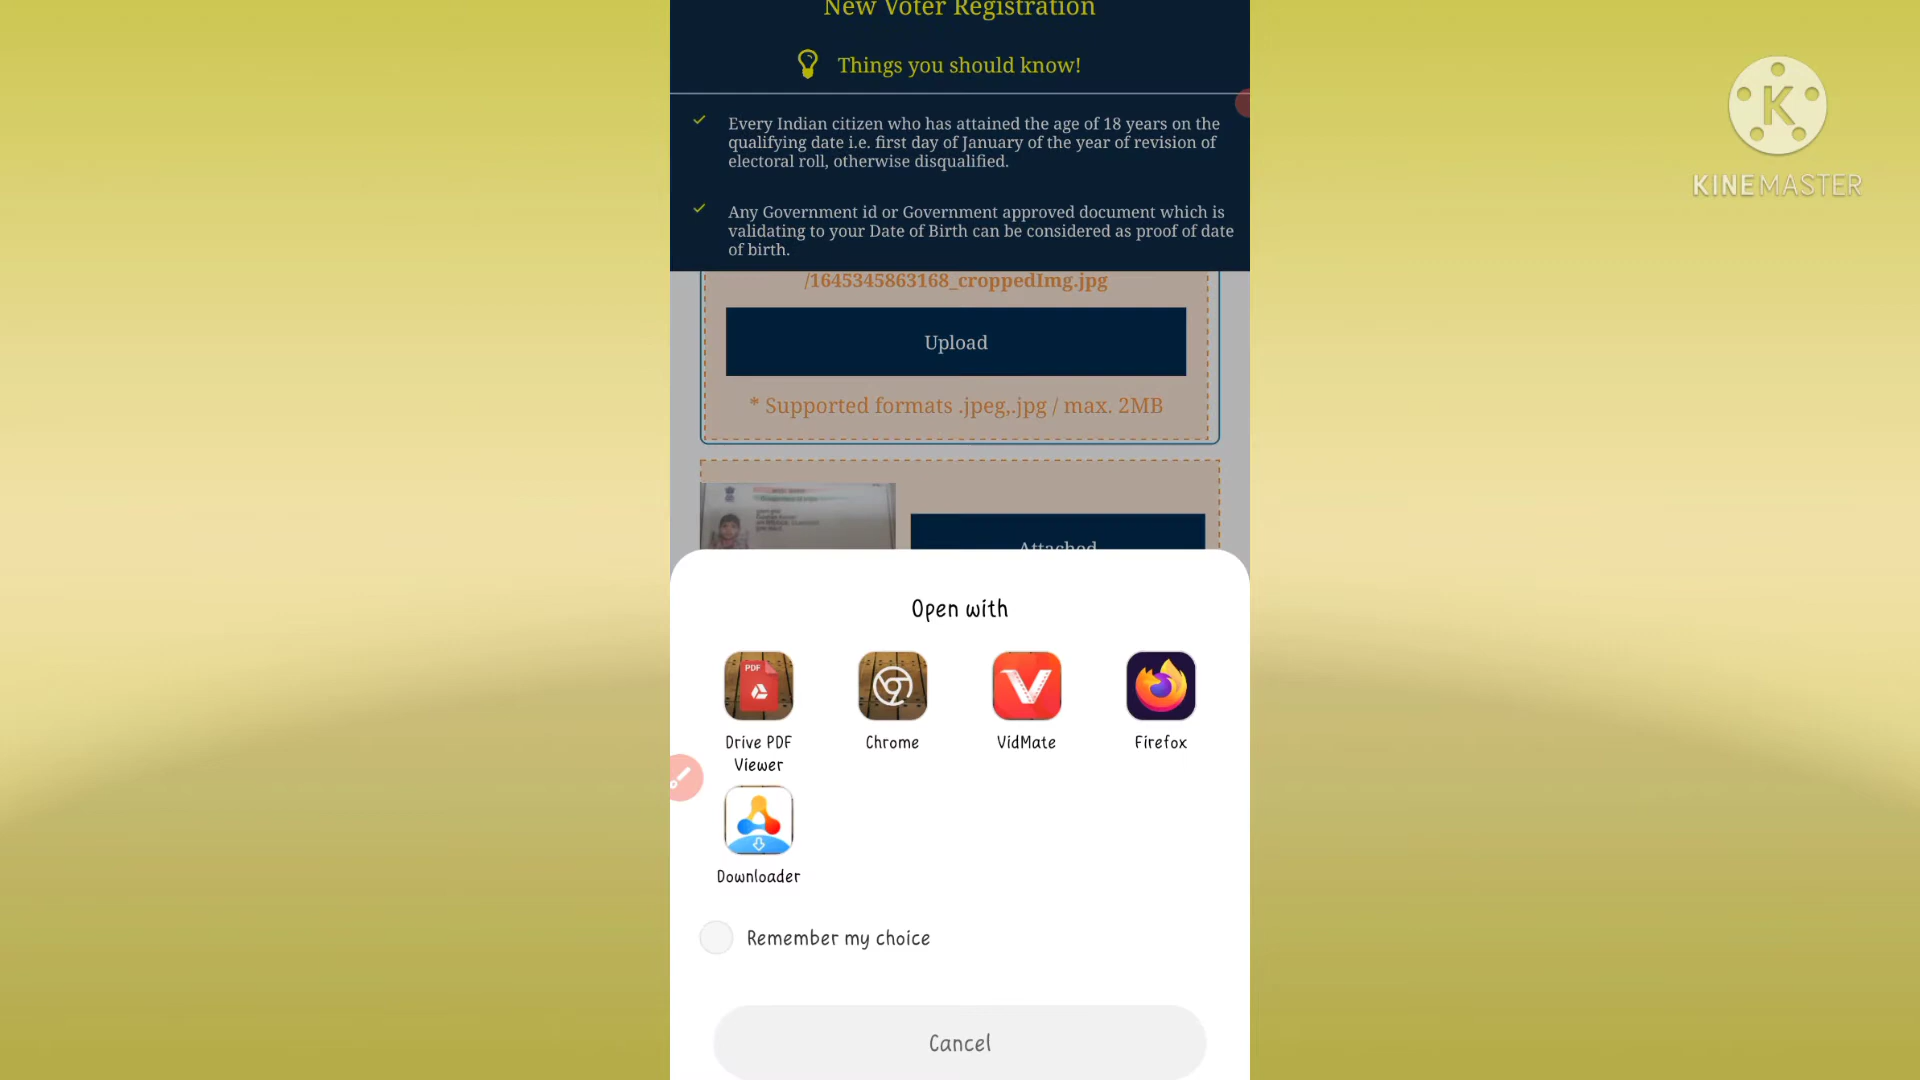 New Voter Registration
Things you should know!
Every Indian citizen who has attained the age of 18 years on the
qualifying date i.e. first day of January of the year of revision of
electoral roll, otherwise disqualified.
Any Government id or Government approved document which is
validating to your Date of Birth can be considered as proof of date
of birth.
/1645345863168_croppedImg.jpg
Upload
* Supported formats .jpeg,.jpg / max. 2MB
Attached
Open with
PDF
Drive PDF
Viewer
Chrome
VidMate
Firefox
Downloader
Remember my choice
Cancel
K
KINEMASTER